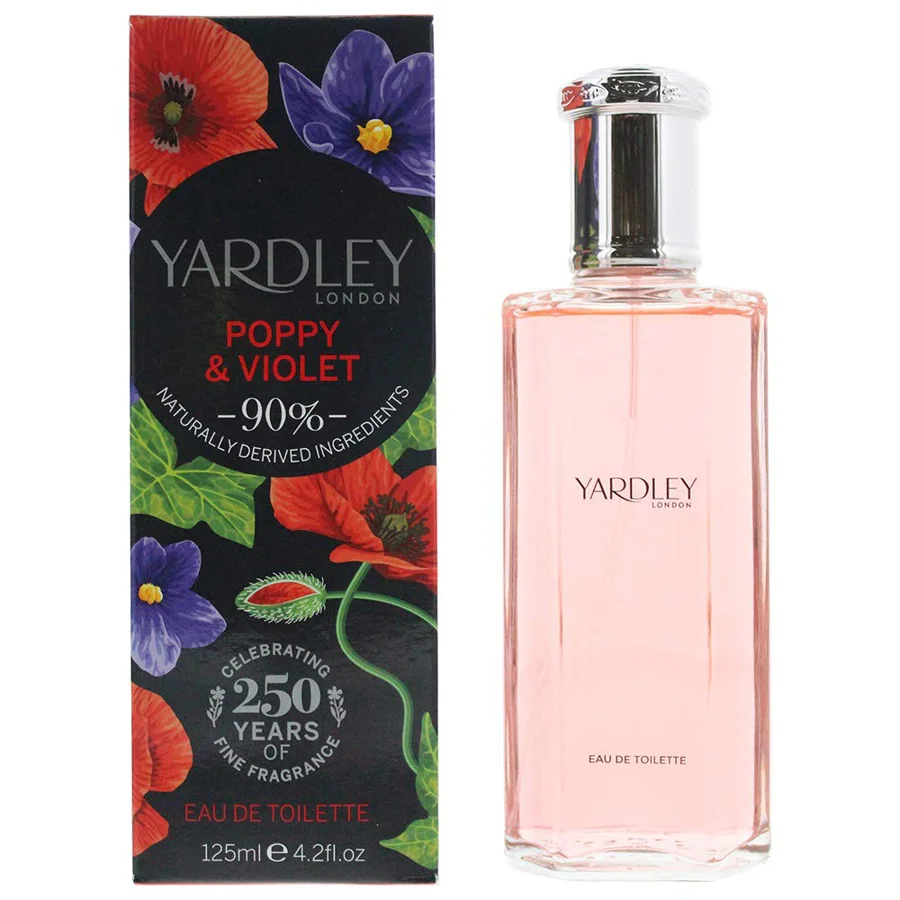 YARDLEY
LONDON
POPPY
& VIOLET
-90%-
NATURALLY DERIVED INGREDIENTS
CELEBRATING
250
YEARS
OF
FINE FRAGRANCE
EAU DE TOILETTE
125ml e 4.2fl.oz
YARDLEY
LONDON
EAU DE TOILETTE